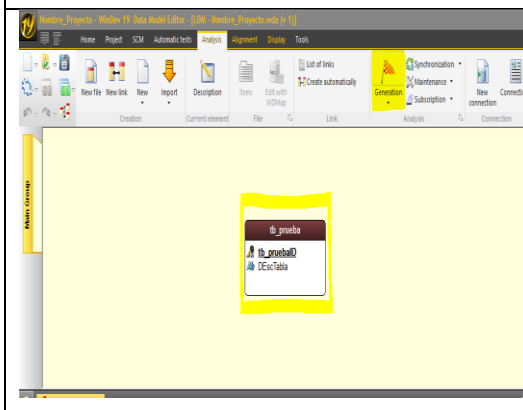 Nombre_Proyecto - WinDev 19 Data Model Editor - [LDM - Nombre_Proyecto.wda (v 1)]
Home Project SCM Automatic tests Analysis Alignment Display Tools
New file New link New Import Description Items Edit with WDMap
List of links
Create automatically
Generation
Synchronization
Maintenance
Subscription
New connection
Connecti
Creation Current element File Link Analysis Connection
Main Group
tb_prueba
tb_pruebaID
DEscTabla